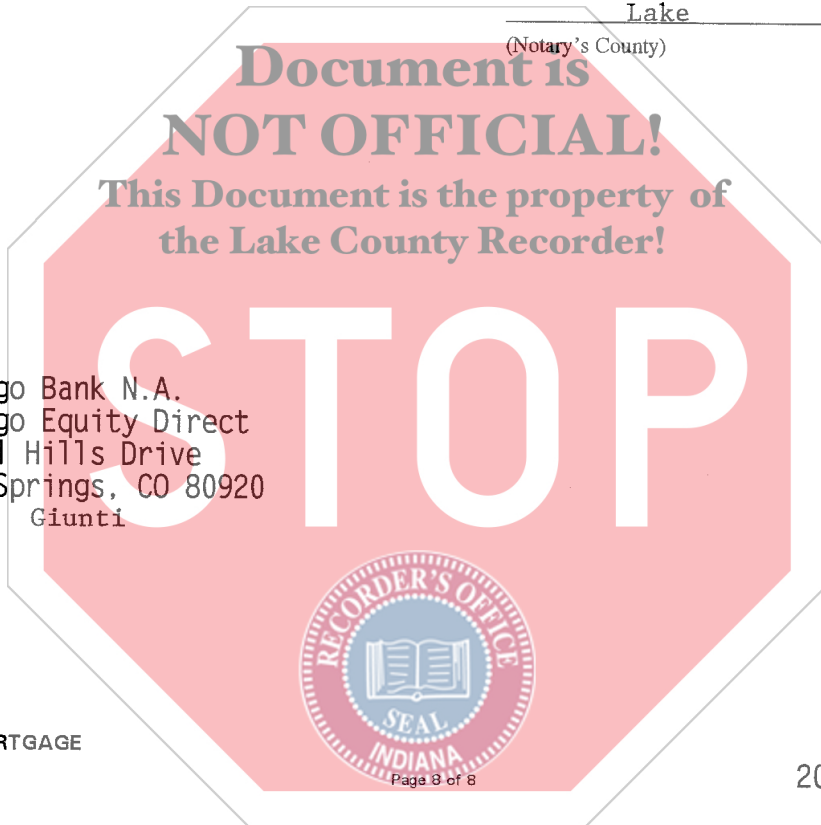 Lake
(Notary's County)
Document is
NOT OFFICIAL!
This Document is the property of
the Lake County Recorder!
STOP
go Bank N.A.
go Equity Direct
l Hills Drive
Springs, CO 80920
Giunti
RECORDER'S OFFICE
SEAL
INDIANA
RTGAGE
Page 8 of 8
20